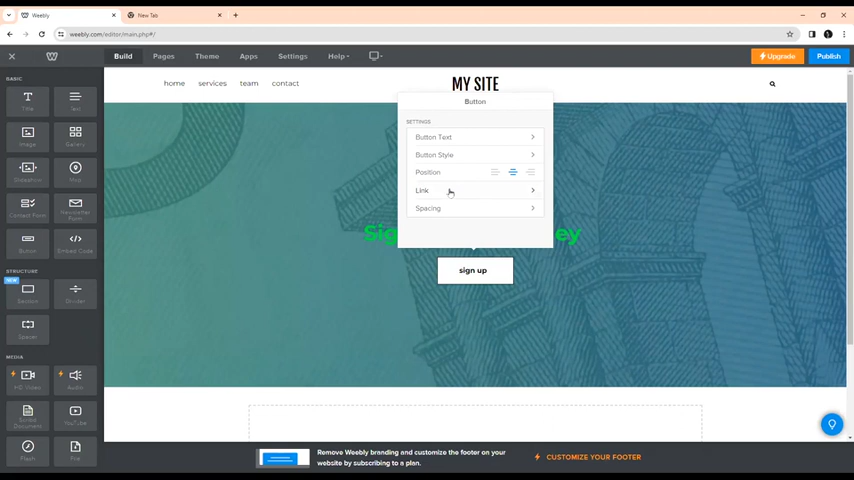 Weebly
New Tab
weebly.com/editor/main.php#/
Build
Pages
Theme
Apps
Settings
Help
Upgrade
Publish
BASIC
Title
Text
Image
Gallery
Slideshow
Map
Contact Form
Newsletter Form
Button
Embed Code
STRUCTURE
NEW
Section
Divider
Spacer
MEDIA
HD Video
Audio
Scribd Document
YouTube
Flash
File
home services team contact
MY SITE
Button
SETTINGS
Button Text
Button Style
Position
Link
Spacing
Sig
ey
sign up
Remove Weebly branding and customize the footer on your
website by subscribing to a plan.
CUSTOMIZE YOUR FOOTER